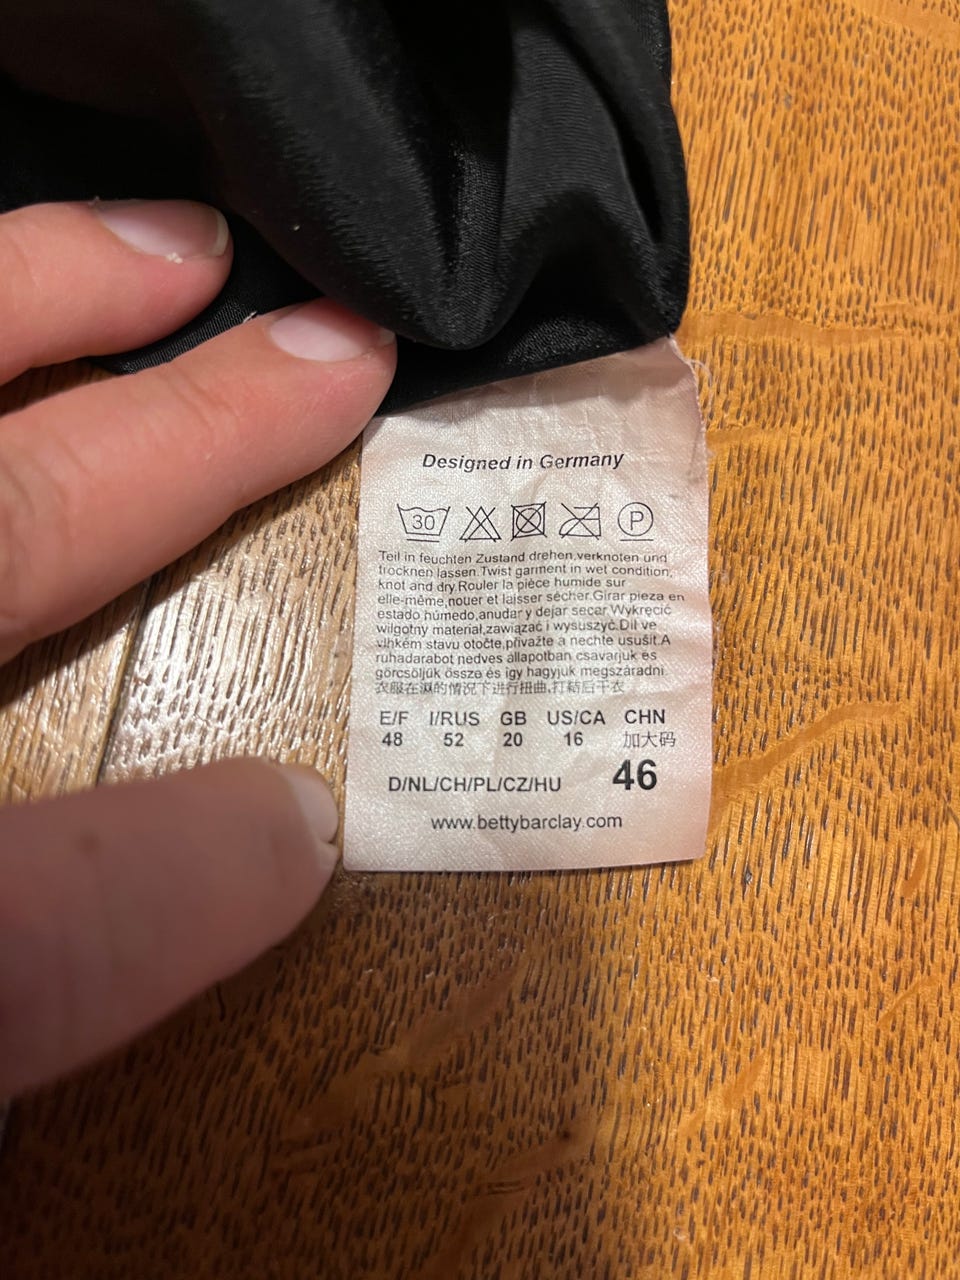 Designed in Germany
30 P
Teil in feuchten Zustand drehen,verknoten und
trocknen lassen.Twist garment in wet condition,
knot and dry.Rouler la pièce humide sur
elle-même,nouer et laisser sécher.Girar pieza en
estado húmedo,anudar y dejar secar.Wykręcić
wilgotny materiał,zawiązać i wysuszyć.Díl ve
vlhkém stavu otočte,přivažte a nechte usušit.A
ruhadarabot nedves állapotban csavarjuk és
görcsöljük össze és így hagyjuk megszáradni
衣服在濕的情况下进行扭曲,打結后干衣
E/F I/RUS GB US/CA CHN
48 52 20 16 加大码
D/NL/CH/PL/CZ/HU 46
www.bettybarclay.com